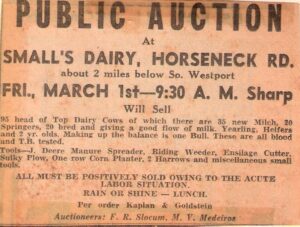 PUBLIC AUCTION
At
SMALL'S DAIRY, HORSENECK RD.
about 2 miles below So. Westport
FRI., MARCH 1st—9:30 A. M. Sharp
Will Sell
95 head of Top Dairy Cows of which there are 35 new Milch, 20
Springers, 20 bred and giving a good flow of milk. Yearling, Heifers
and 2 yr. olds. Making up the balance is one Bull. These are all blood
and T.B. tested.
Tools—J. Deere Manure Spreader, Riding Weeder, Ensilage Cutter,
Sulky Plow, One row Corn Planter, 2 Harrows and miscellaneous small
tools.
ALL MUST BE POSITIVELY SOLD OWING TO THE ACUTE
LABOR SITUATION.
RAIN OR SHINE — LUNCH.
Per order Kaplan & Goldstein
Auctioneers: F. R. Slocum, M. V. Medeiros